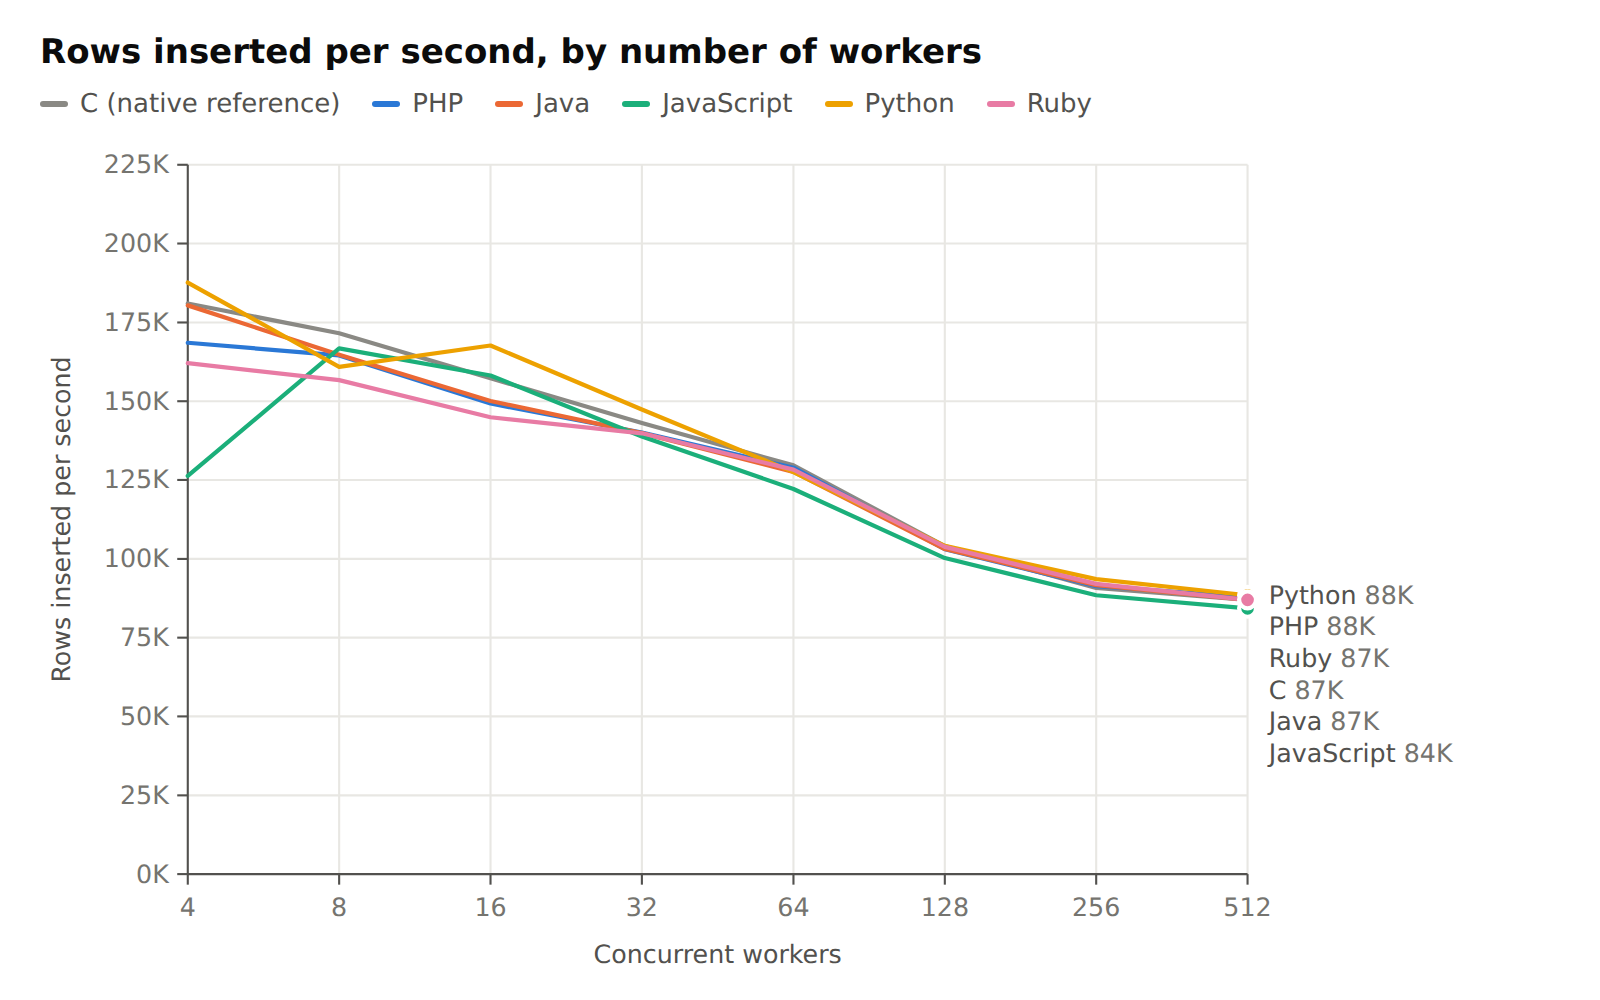 Rows inserted per second, by number of workers
C (native reference) PHP Java JavaScript Python Ruby
225K
200K
175K
150K
125K
100K
75K
50K
25K
0K
Rows inserted per second
Python 88K
PHP 88K
Ruby 87K
C 87K
Java 87K
JavaScript 84K
4 8 16 32 64 128 256 512
Concurrent workers